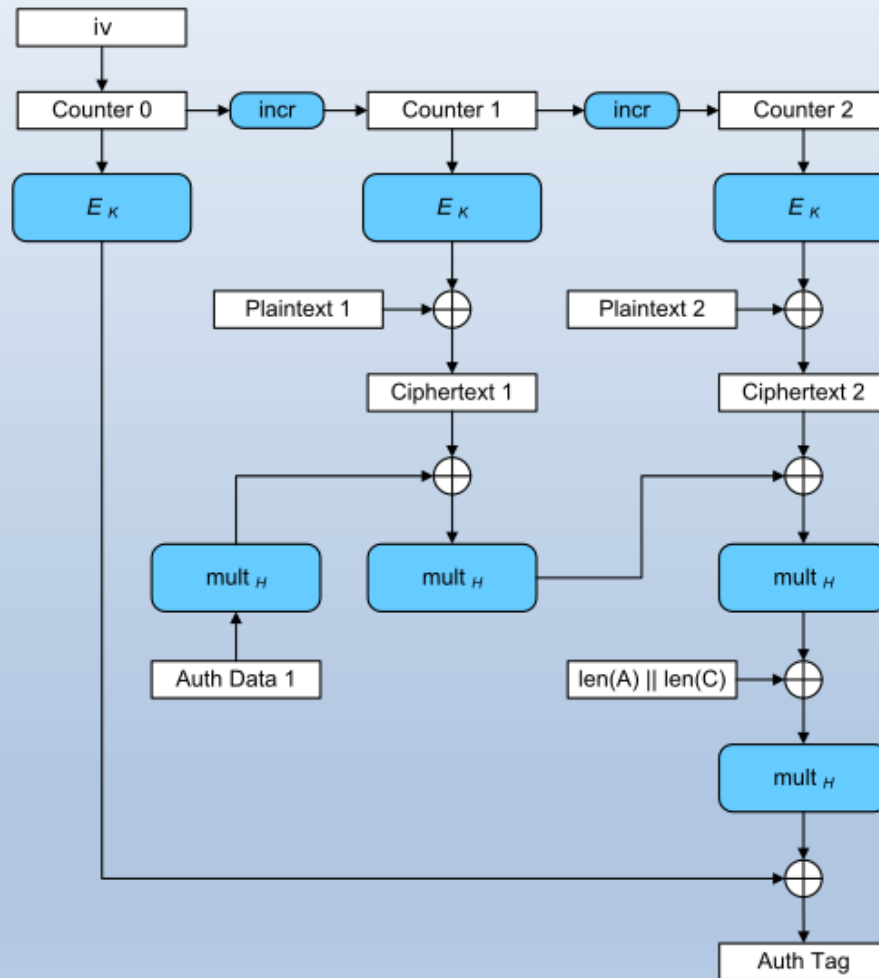 iv
Counter 0
incr
Counter 1
incr
Counter 2
E K
E K
E K
Plaintext 1
Plaintext 2
Ciphertext 1
Ciphertext 2
mult H
mult H
mult H
Auth Data 1
len(A) || len(C)
mult H
Auth Tag